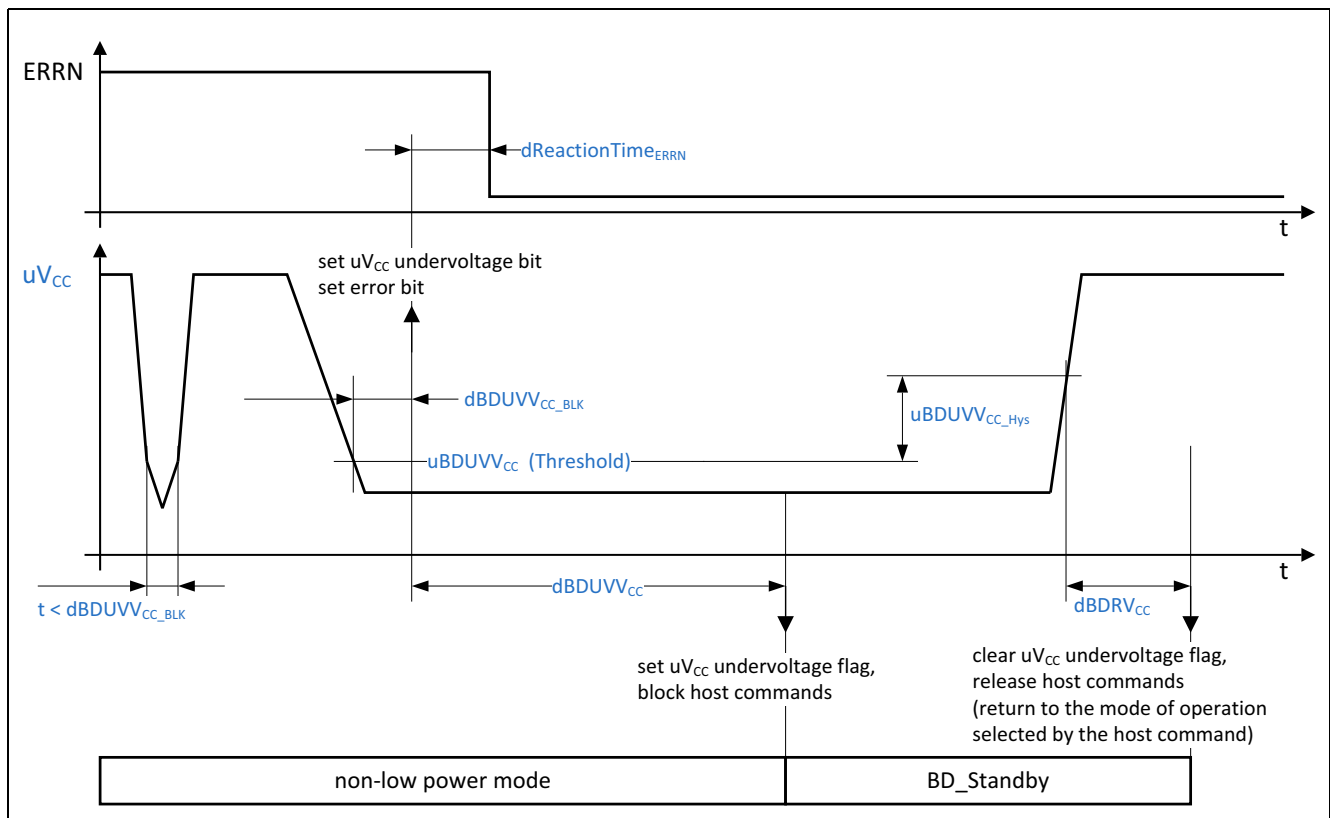 ERRN
dReactionTimeERRN
t
uVCC
set uVCC undervoltage bit
set error bit
dBDUVVCC_BLK
uBDUVVCC_Hys
uBDUVVCC (Threshold)
t
t < dBDUVVCC_BLK
dBDUVVCC
dBDRVCC
set uVCC undervoltage flag,
block host commands
clear uVCC undervoltage flag,
release host commands
(return to the mode of operation
selected by the host command)
non-low power mode
BD_Standby